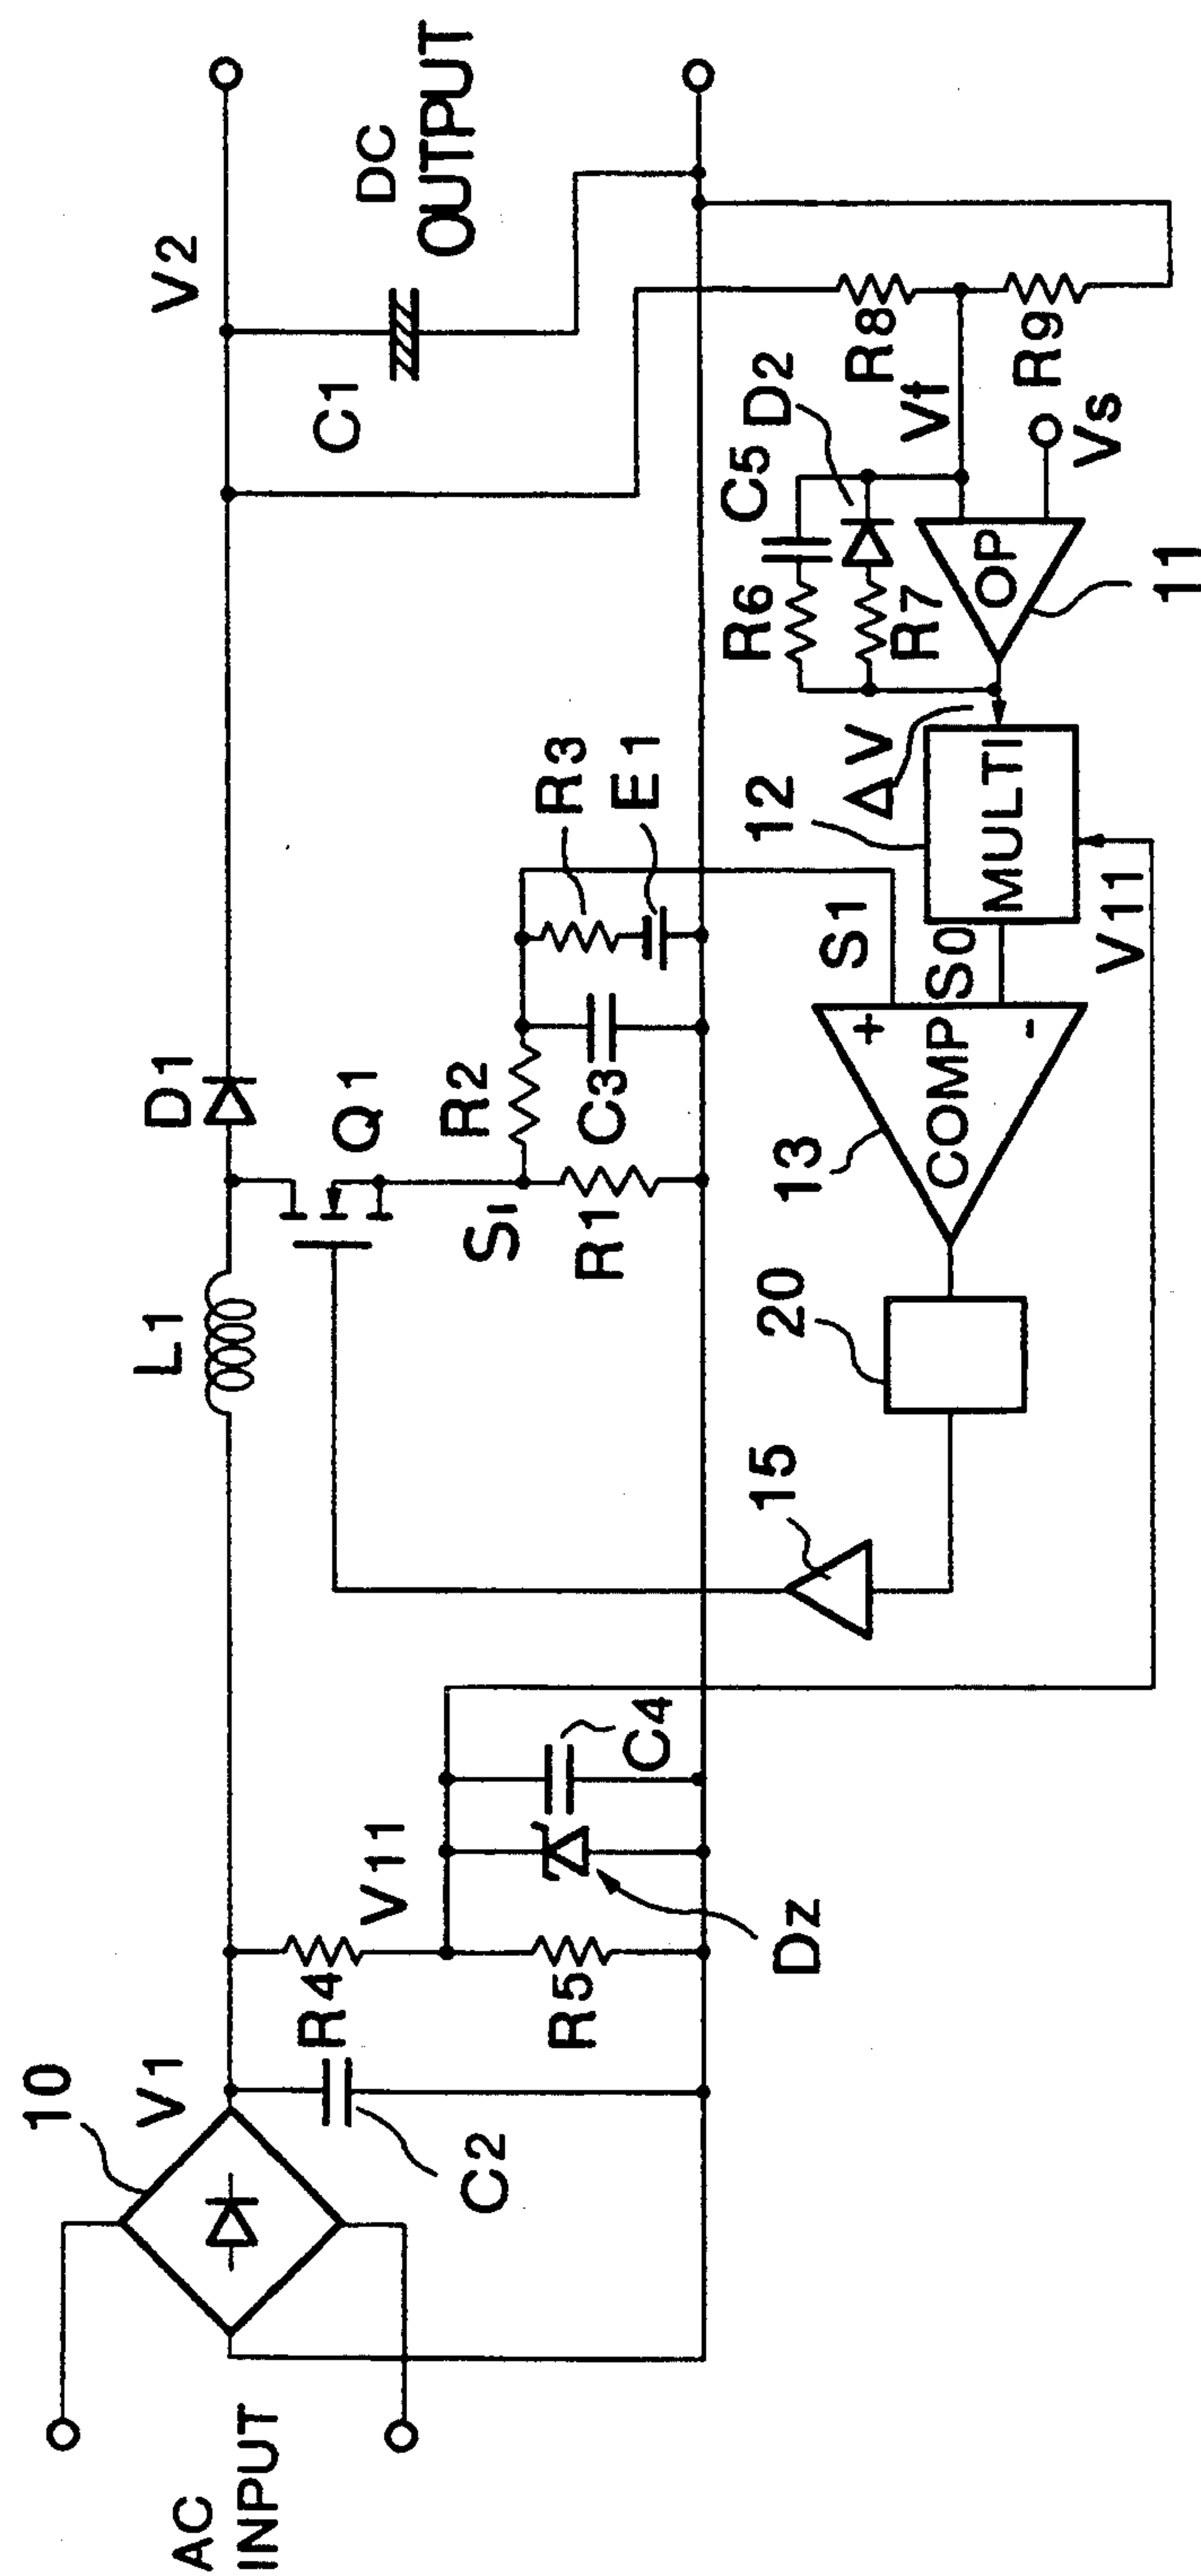 AC
INPUT
10
V1
C2
R4
V11
R5
Dz
C4
L1
D1
Q1
S1
R1
R2
C3
R3
E1
V2
C1
DC
OUTPUT
15
20
13
COMP
+
-
S1
S0
12
MULTI
V11
ΔV
R6
C5
R7
D2
OP
11
Vf
Vs
R8
R9